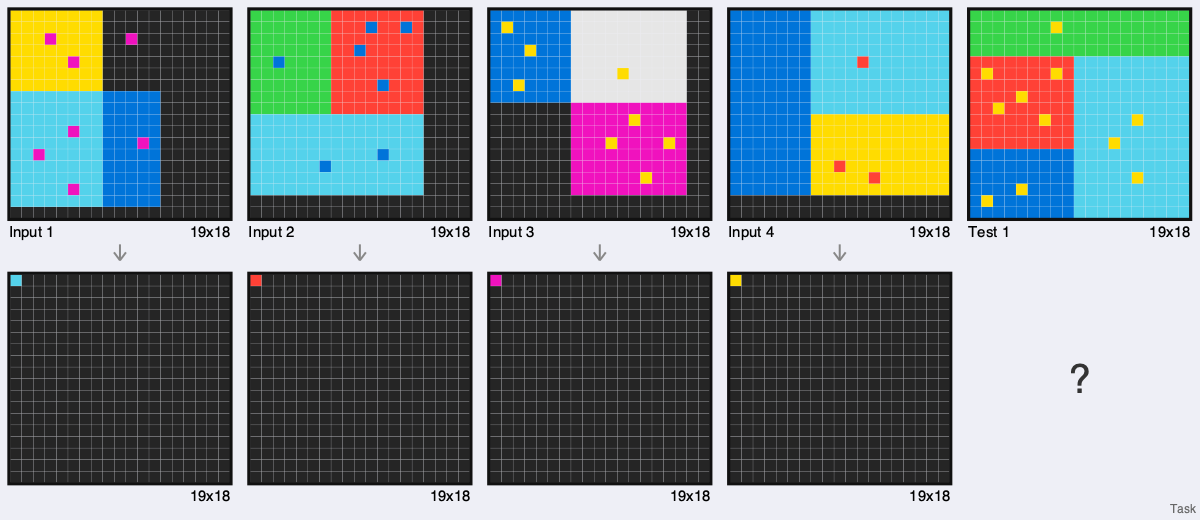 Input 1 19x18
Input 2 19x18
Input 3 19x18
Input 4 19x18
Test 1 19x18
19x18
19x18
19x18
19x18
?
Task